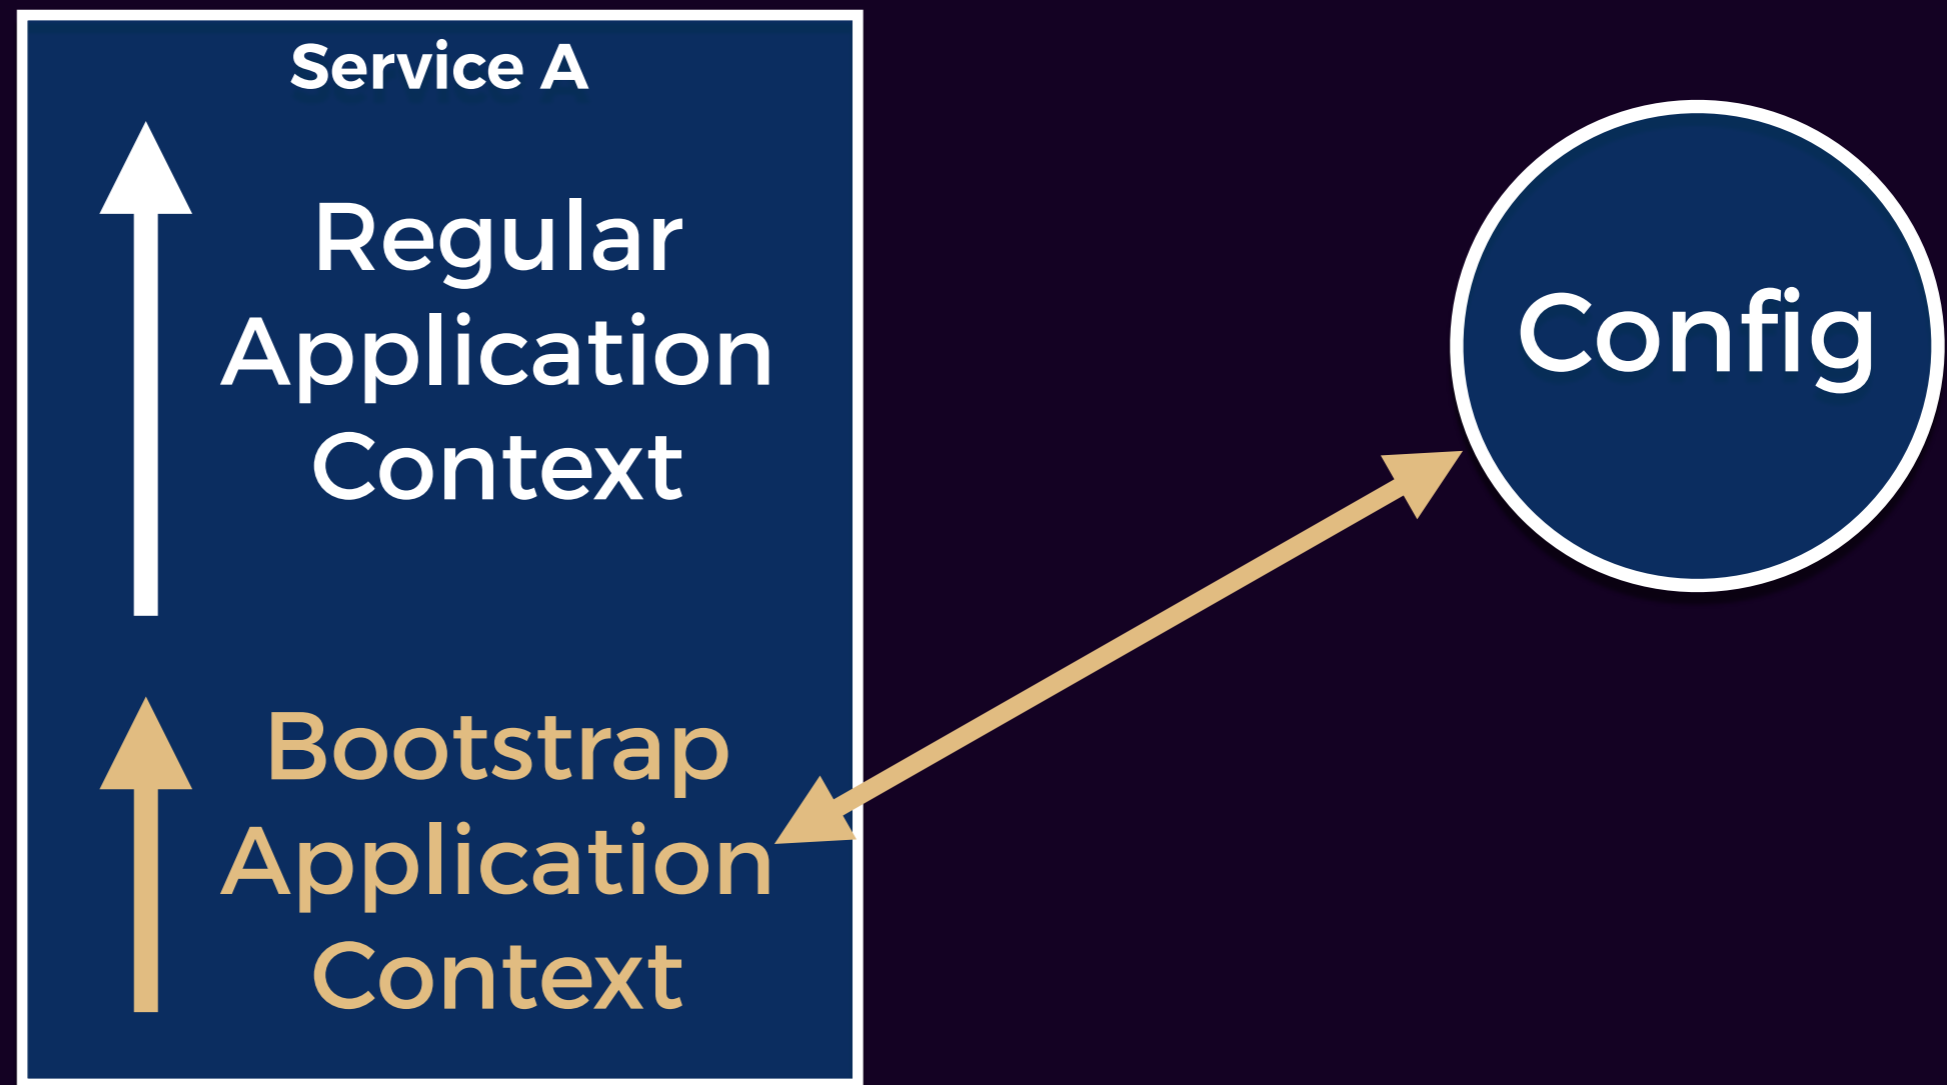 Service A
Regular
Application
Context
Bootstrap
Application
Context
Config